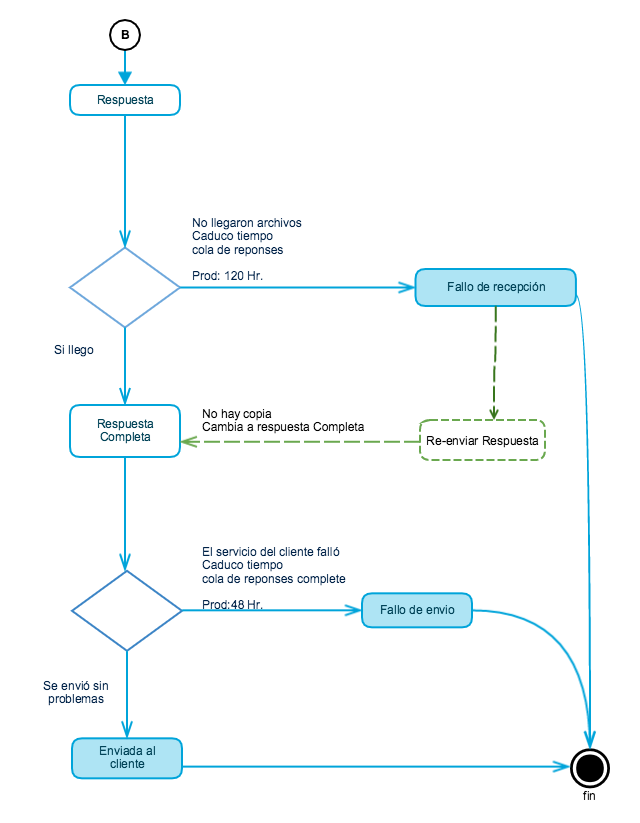 B
Respuesta
No llegaron archivos
Caduco tiempo
cola de reponses
Prod: 120 Hr.
Fallo de recepción
Si llego
Respuesta
Completa
No hay copia
Cambia a respuesta Completa
Re-enviar Respuesta
El servicio del cliente falló
Caduco tiempo
cola de reponses complete
Prod:48 Hr.
Fallo de envio
Se envió sin
problemas
Enviada al
cliente
fin